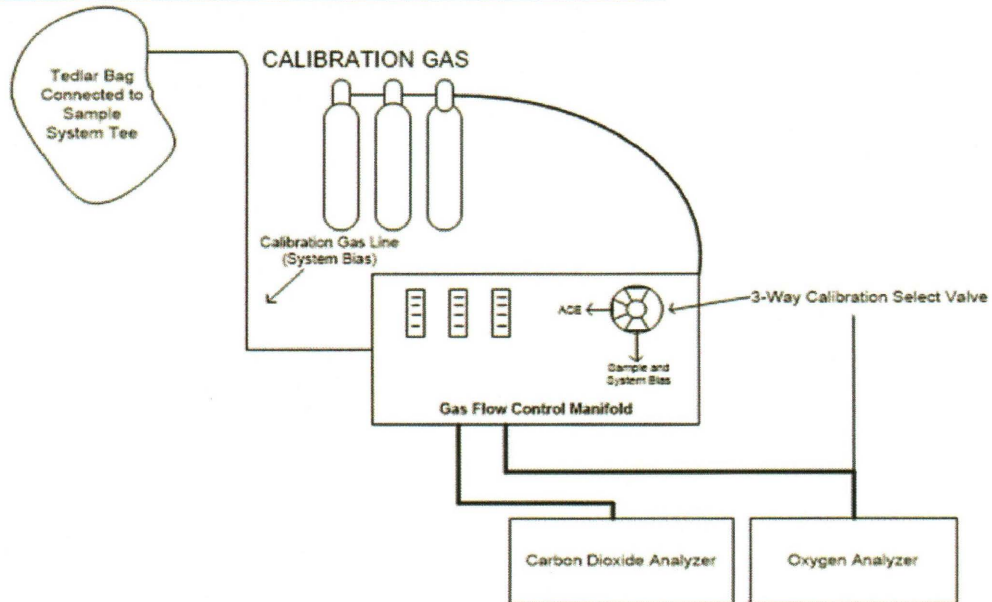 CALIBRATION GAS
Tedlar Bag
Connected to
Sample
System Tee
Calibration Gas Line
(System Bias)
3-Way Calibration Select Valve
ACE
Sample and
System Bias
Gas Flow Control Manifold
Carbon Dioxide Analyzer
Oxygen Analyzer